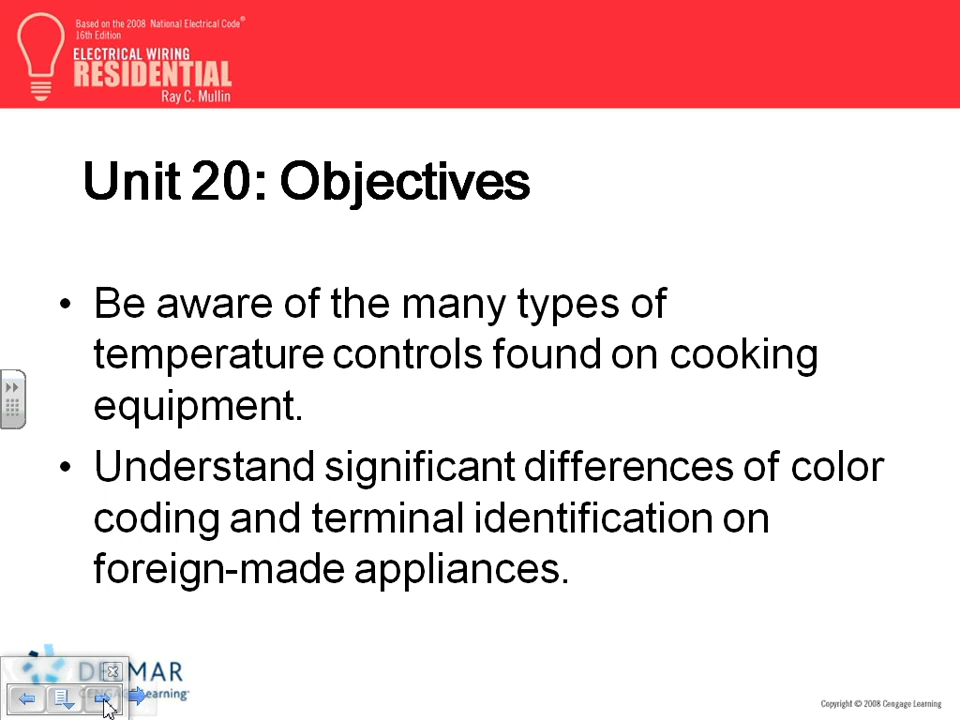 Based on the 2008 National Electrical Code®
16th Edition
ELECTRICAL WIRING
RESIDENTIAL
Ray C. Mullin
Unit 20: Objectives
• Be aware of the many types of
temperature controls found on cooking
equipment.
• Understand significant differences of color
coding and terminal identification on
foreign-made appliances.
Copyright © 2008 Cengage Learning